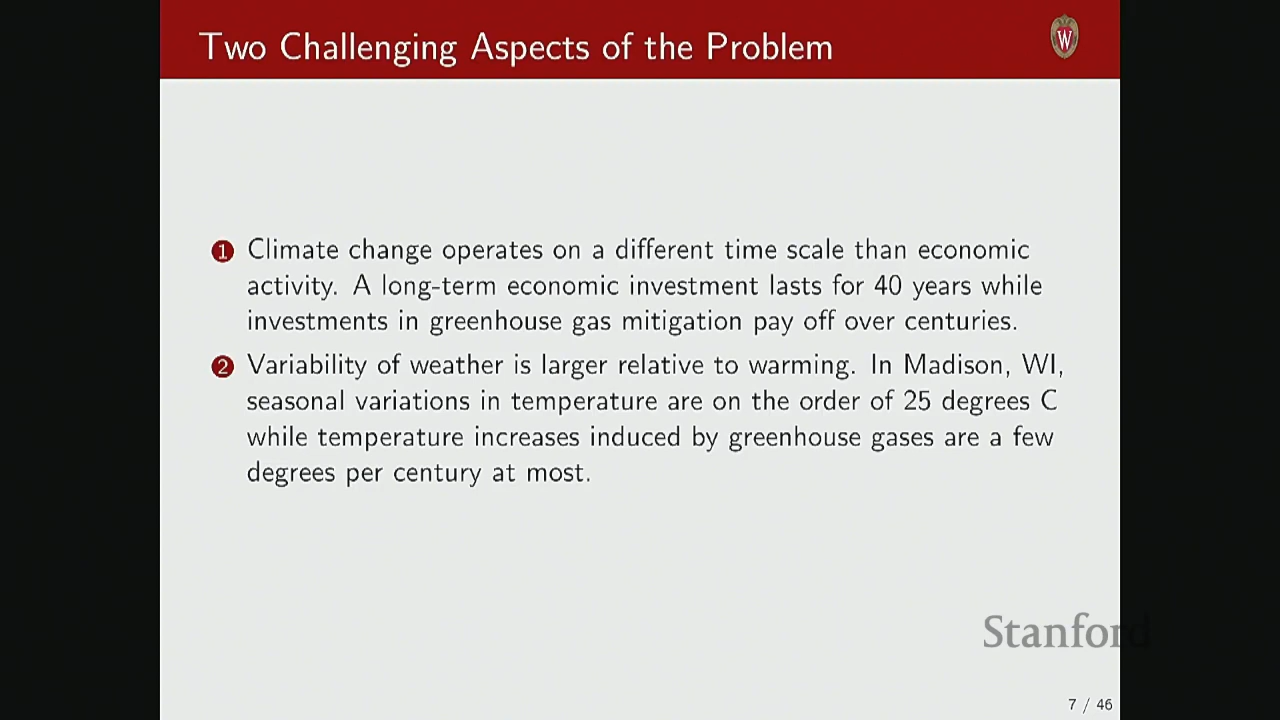 Two Challenging Aspects of the Problem
W
1 Climate change operates on a different time scale than economic
activity. A long-term economic investment lasts for 40 years while
investments in greenhouse gas mitigation pay off over centuries.
2 Variability of weather is larger relative to warming. In Madison, WI,
seasonal variations in temperature are on the order of 25 degrees C
while temperature increases induced by greenhouse gases are a few
degrees per century at most.
Stanford
7 / 46